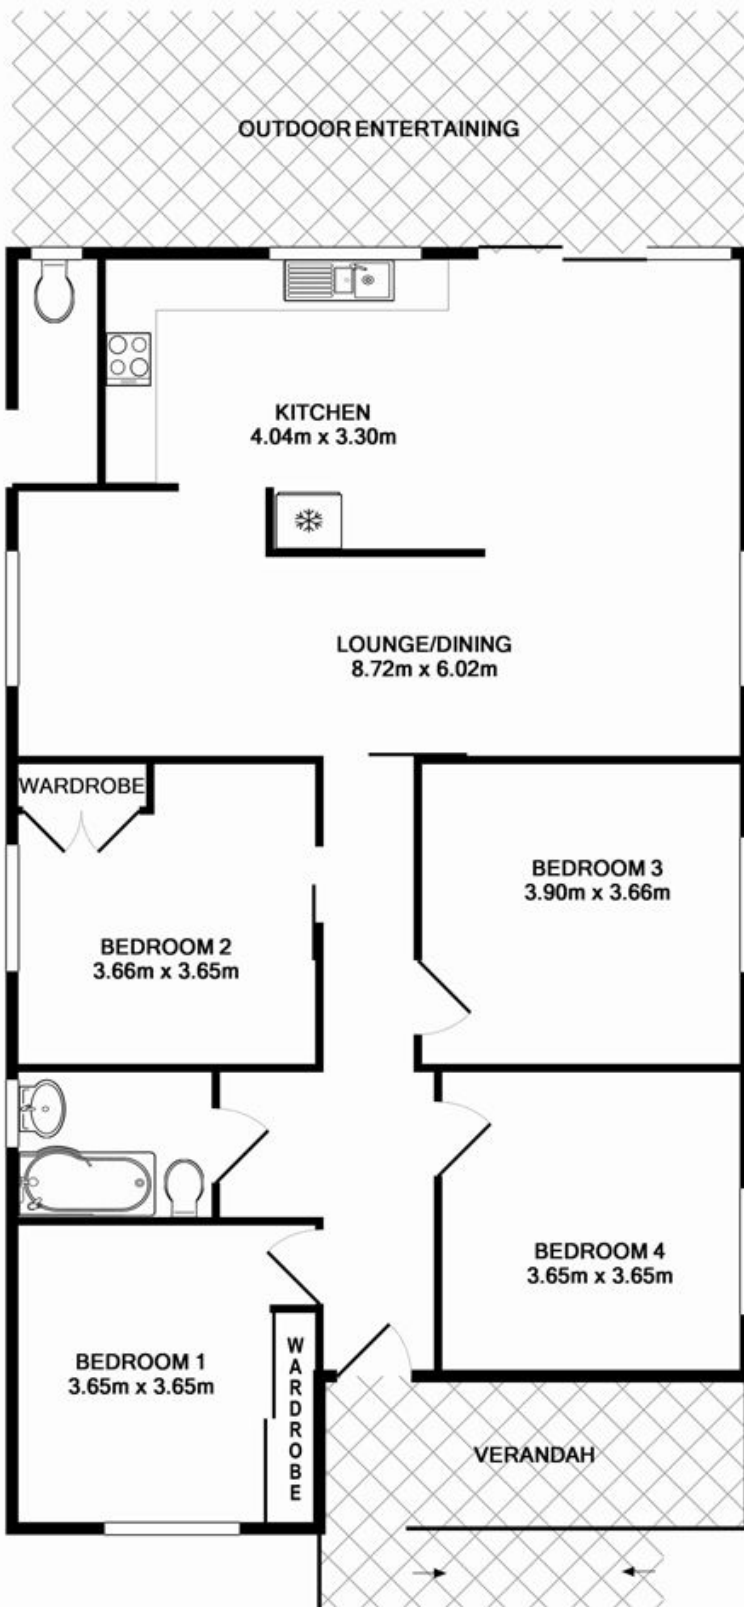 OUTDOOR ENTERTAINING
KITCHEN
4.04m x 3.30m
LOUNGE/DINING
8.72m x 6.02m
WARDROBE
BEDROOM 3
3.90m x 3.66m
BEDROOM 2
3.66m x 3.65m
BEDROOM 4
3.65m x 3.65m
BEDROOM 1
3.65m x 3.65m
WARDROBE
VERANDAH